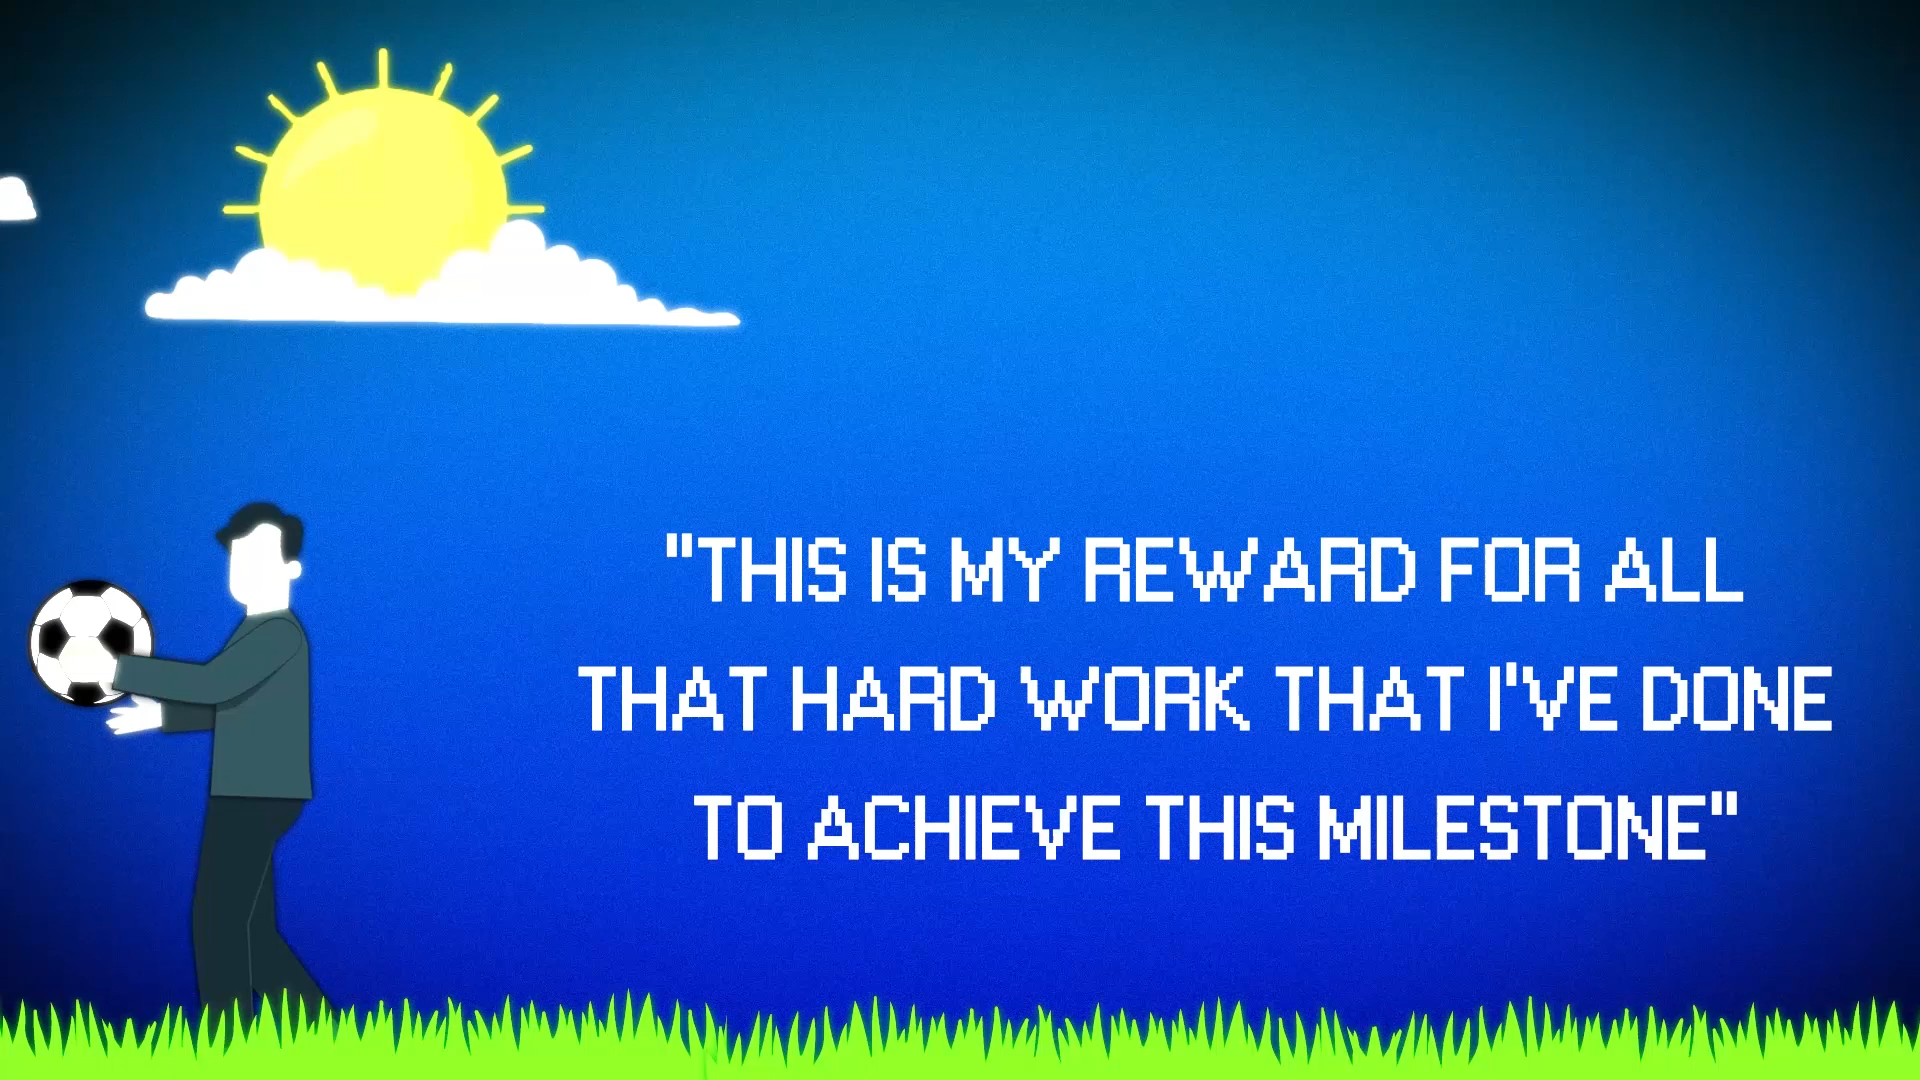 "THIS IS MY REWARD FOR ALL
THAT HARD WORK THAT I'VE DONE
TO ACHIEVE THIS MILESTONE"